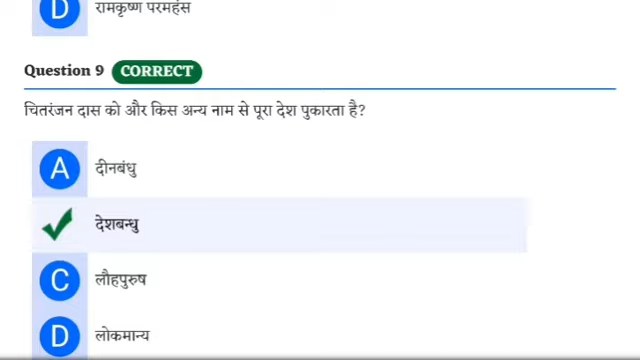 D रामकृष्ण परमहंस
Question 9 CORRECT
चितरंजन दास को और किस अन्य नाम से पूरा देश पुकारता है?
A दीनबंधु
देशबन्धु
C लौहपुरुष
D लोकमान्य